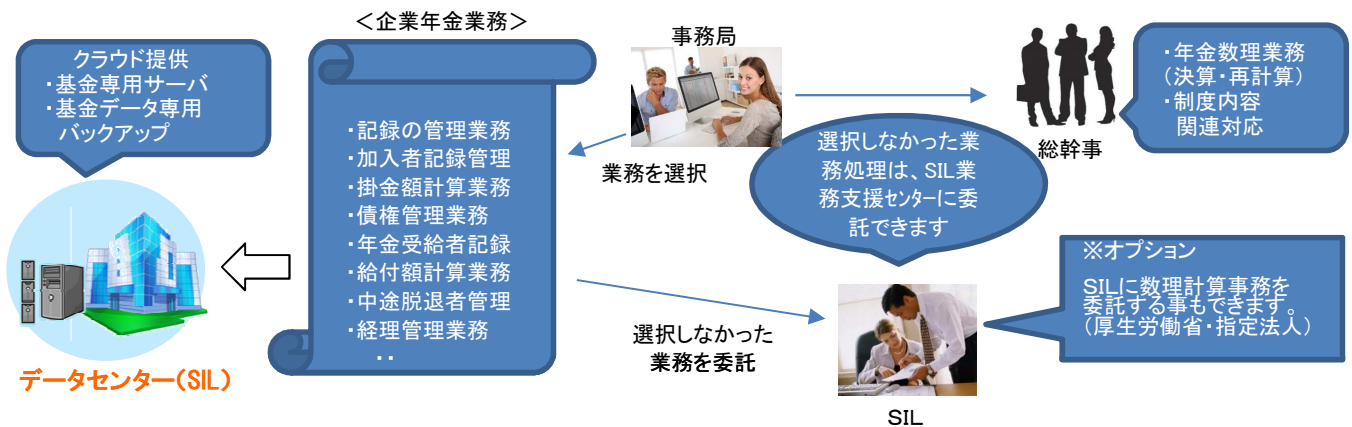 ＜企業年金業務＞
クラウド提供
・基金専用サーバ
・基金データ専用
バックアップ
データセンター（SIL）
・記録の管理業務
・加入者記録管理
・掛金額計算業務
・債権管理業務
・年金受給者記録
・給付額計算業務
・中途脱退者管理
・経理管理業務
・・
事務局
業務を選択
選択しなかった業
務処理は、SIL業
務支援センターに委
託できます
総幹事
・年金数理業務
（決算・再計算）
・制度内容
関連対応
選択しなかった
業務を委託
SIL
※オプション
SILに数理計算事務を
委託する事もできます。
（厚生労働省・指定法人）